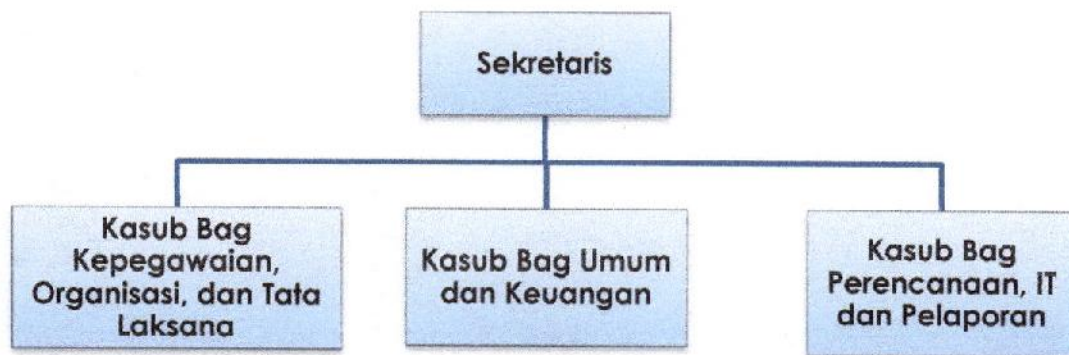 Sekretaris
Kasub Bag
Kepegawaian,
Organisasi, dan Tata
Laksana
Kasub Bag Umum
dan Keuangan
Kasub Bag
Perencanaan, IT
dan Pelaporan